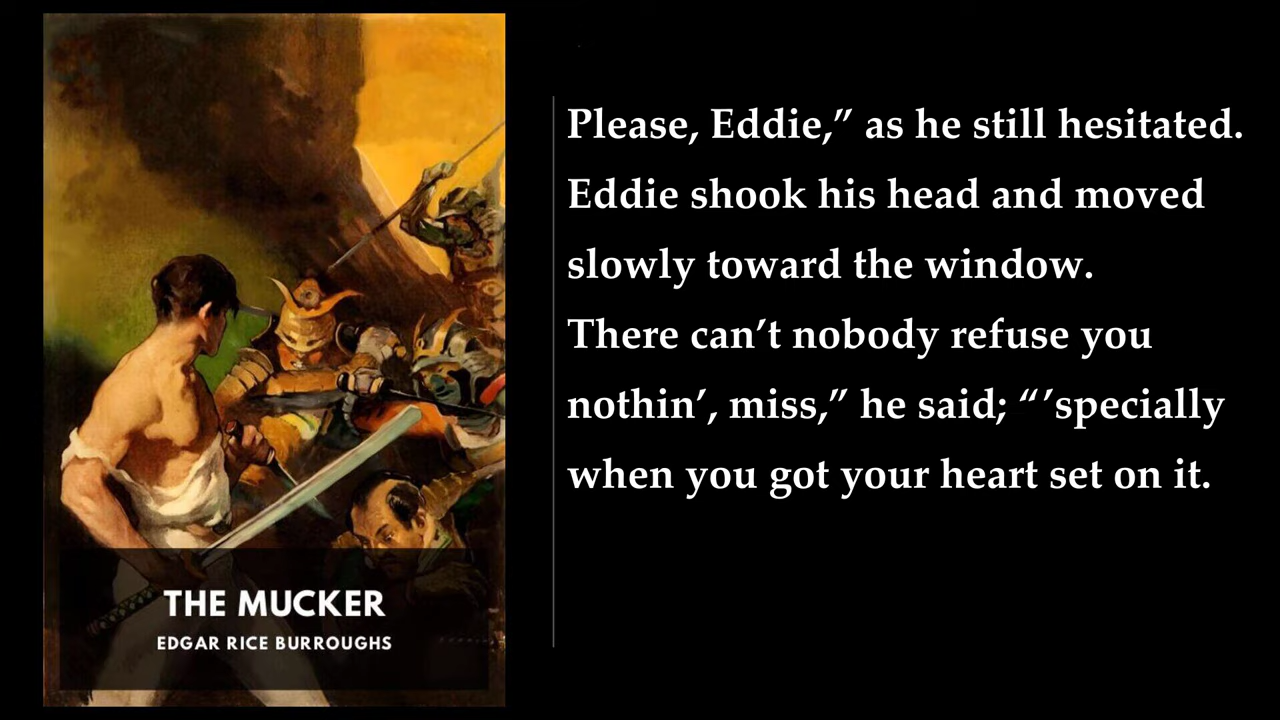 THE MUCKER
EDGAR RICE BURROUGHS
Please, Eddie,” as he still hesitated.
Eddie shook his head and moved
slowly toward the window.
There can’t nobody refuse you
nothin’, miss,” he said; “’specially
when you got your heart set on it.